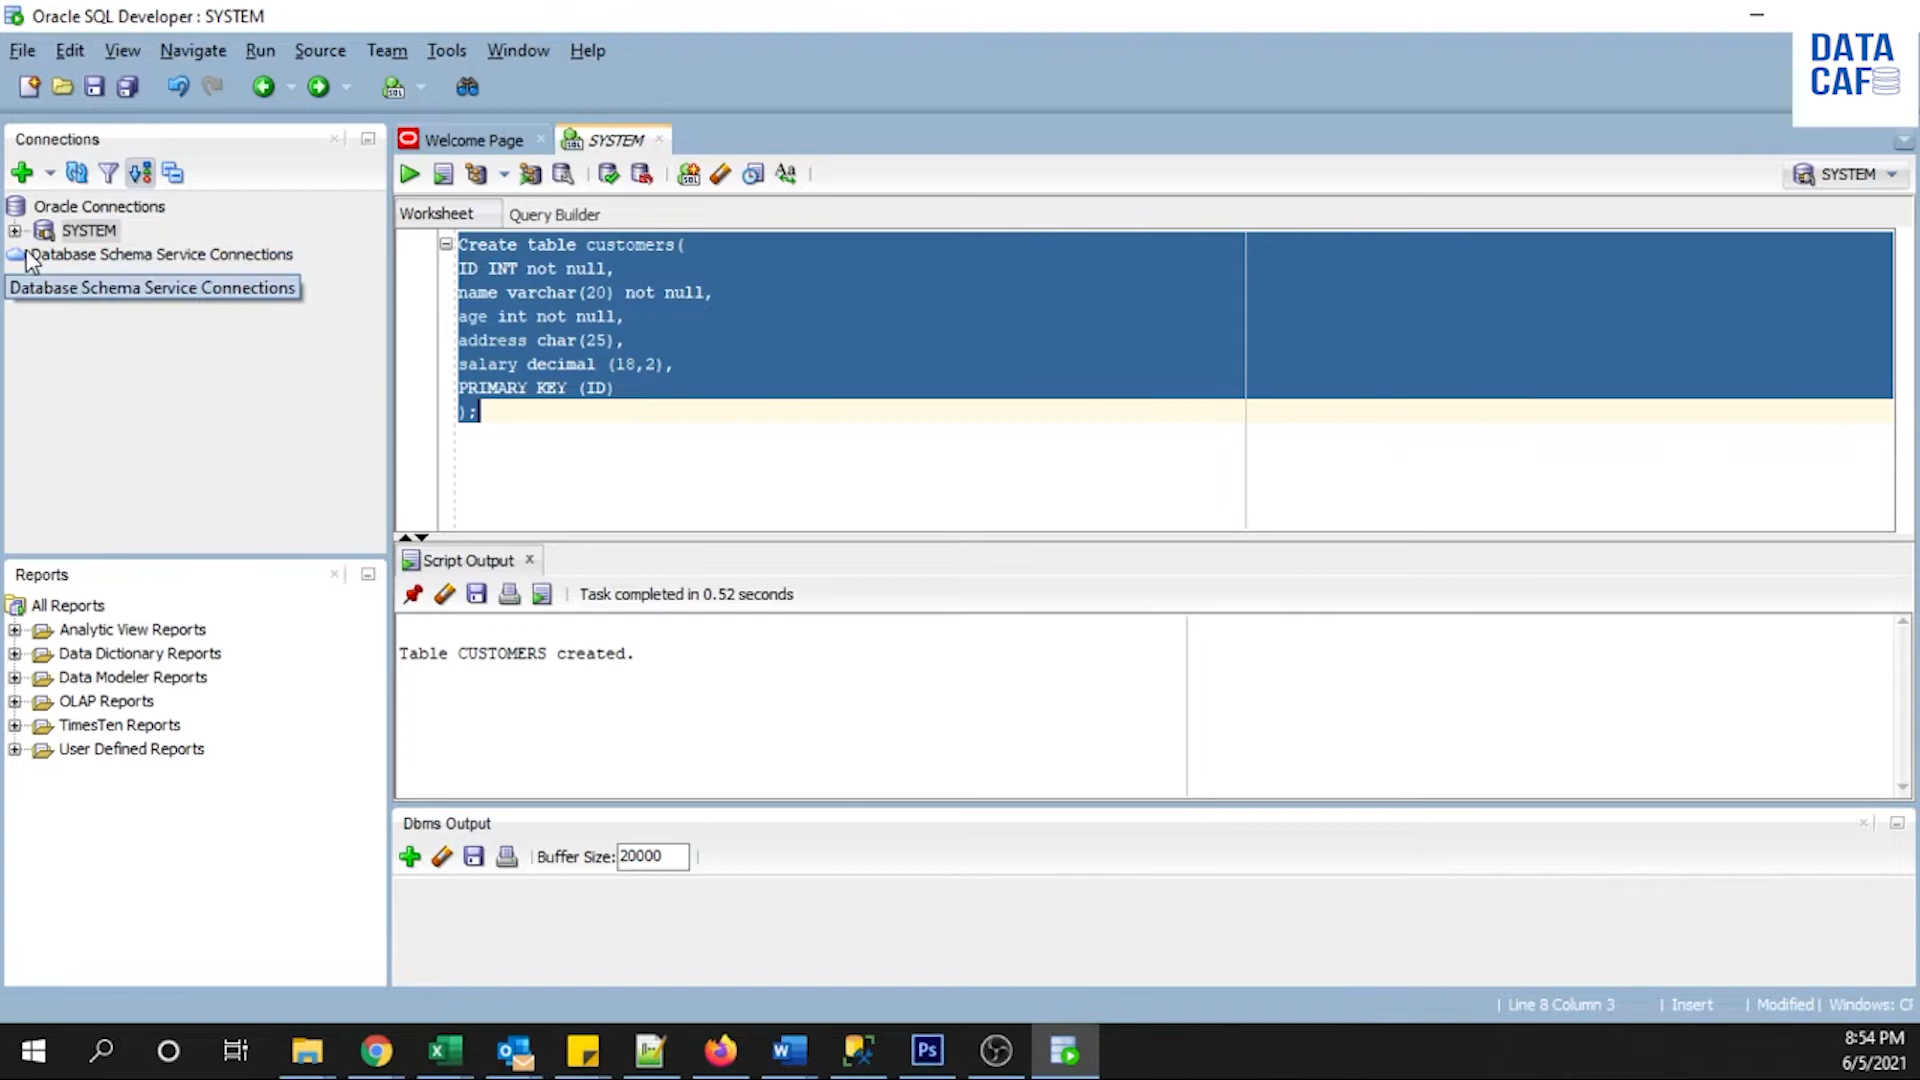 Oracle SQL Developer : SYSTEM
DATA
CAF
File Edit View Navigate Run Source Team Tools Window Help
Connections
Oracle Connections
SYSTEM
Database Schema Service Connections
Database Schema Service Connections
Welcome Page
SYSTEM
SYSTEM
Worksheet
Query Builder
Create table customers(
ID INT not null,
name varchar(20) not null,
age int not null,
address char(25),
salary decimal (18,2),
PRIMARY KEY (ID)
);
Script Output
Task completed in 0.52 seconds
Table CUSTOMERS created.
Reports
All Reports
Analytic View Reports
Data Dictionary Reports
Data Modeler Reports
OLAP Reports
TimesTen Reports
User Defined Reports
Dbms Output
Buffer Size: 20000
Line 8 Column 3 | Insert | Modified | Windows: CF
Ps
8:54 PM
6/5/2021